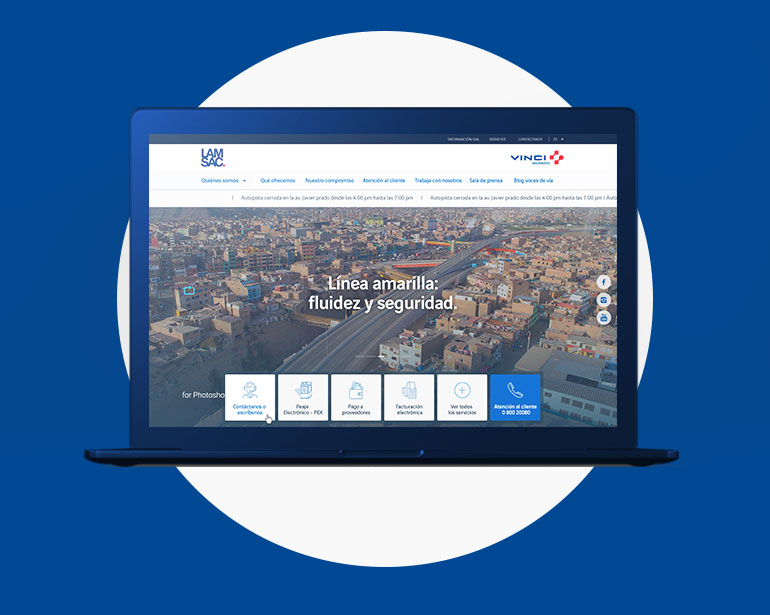 INFORMACIÓN VIAL SERVICIOS CONTÁCTANOS ES
LAM
SAC
VINCI
Quiénes somos Qué ofrecemos Nuestro compromiso Atención al cliente Trabaja con nosotros Sala de prensa Blog voces de vía
| Autopista cerrada en la av. Javier prado desde las 4:00 pm hasta las 7:00 pm | Autopista cerrada en la av. Javier prado desde las 4:00 pm hasta las 7:00 pm | Auto
Línea amarilla:
fluidez y seguridad.
for Photosho
Contáctanos o
escríbenos
Peaje
Electrónico - PEX
Pago a
proveedores
Facturación
electrónica
Ver todos
los servicios
Atención al cliente
0 800 20080